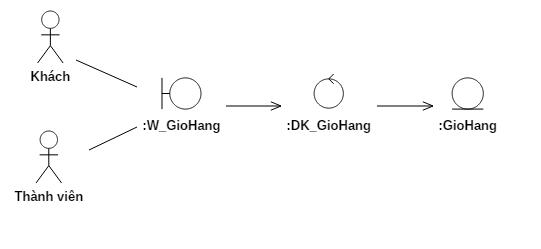 Khách
:W_GioHang
:DK_GioHang
:GioHang
Thành viên